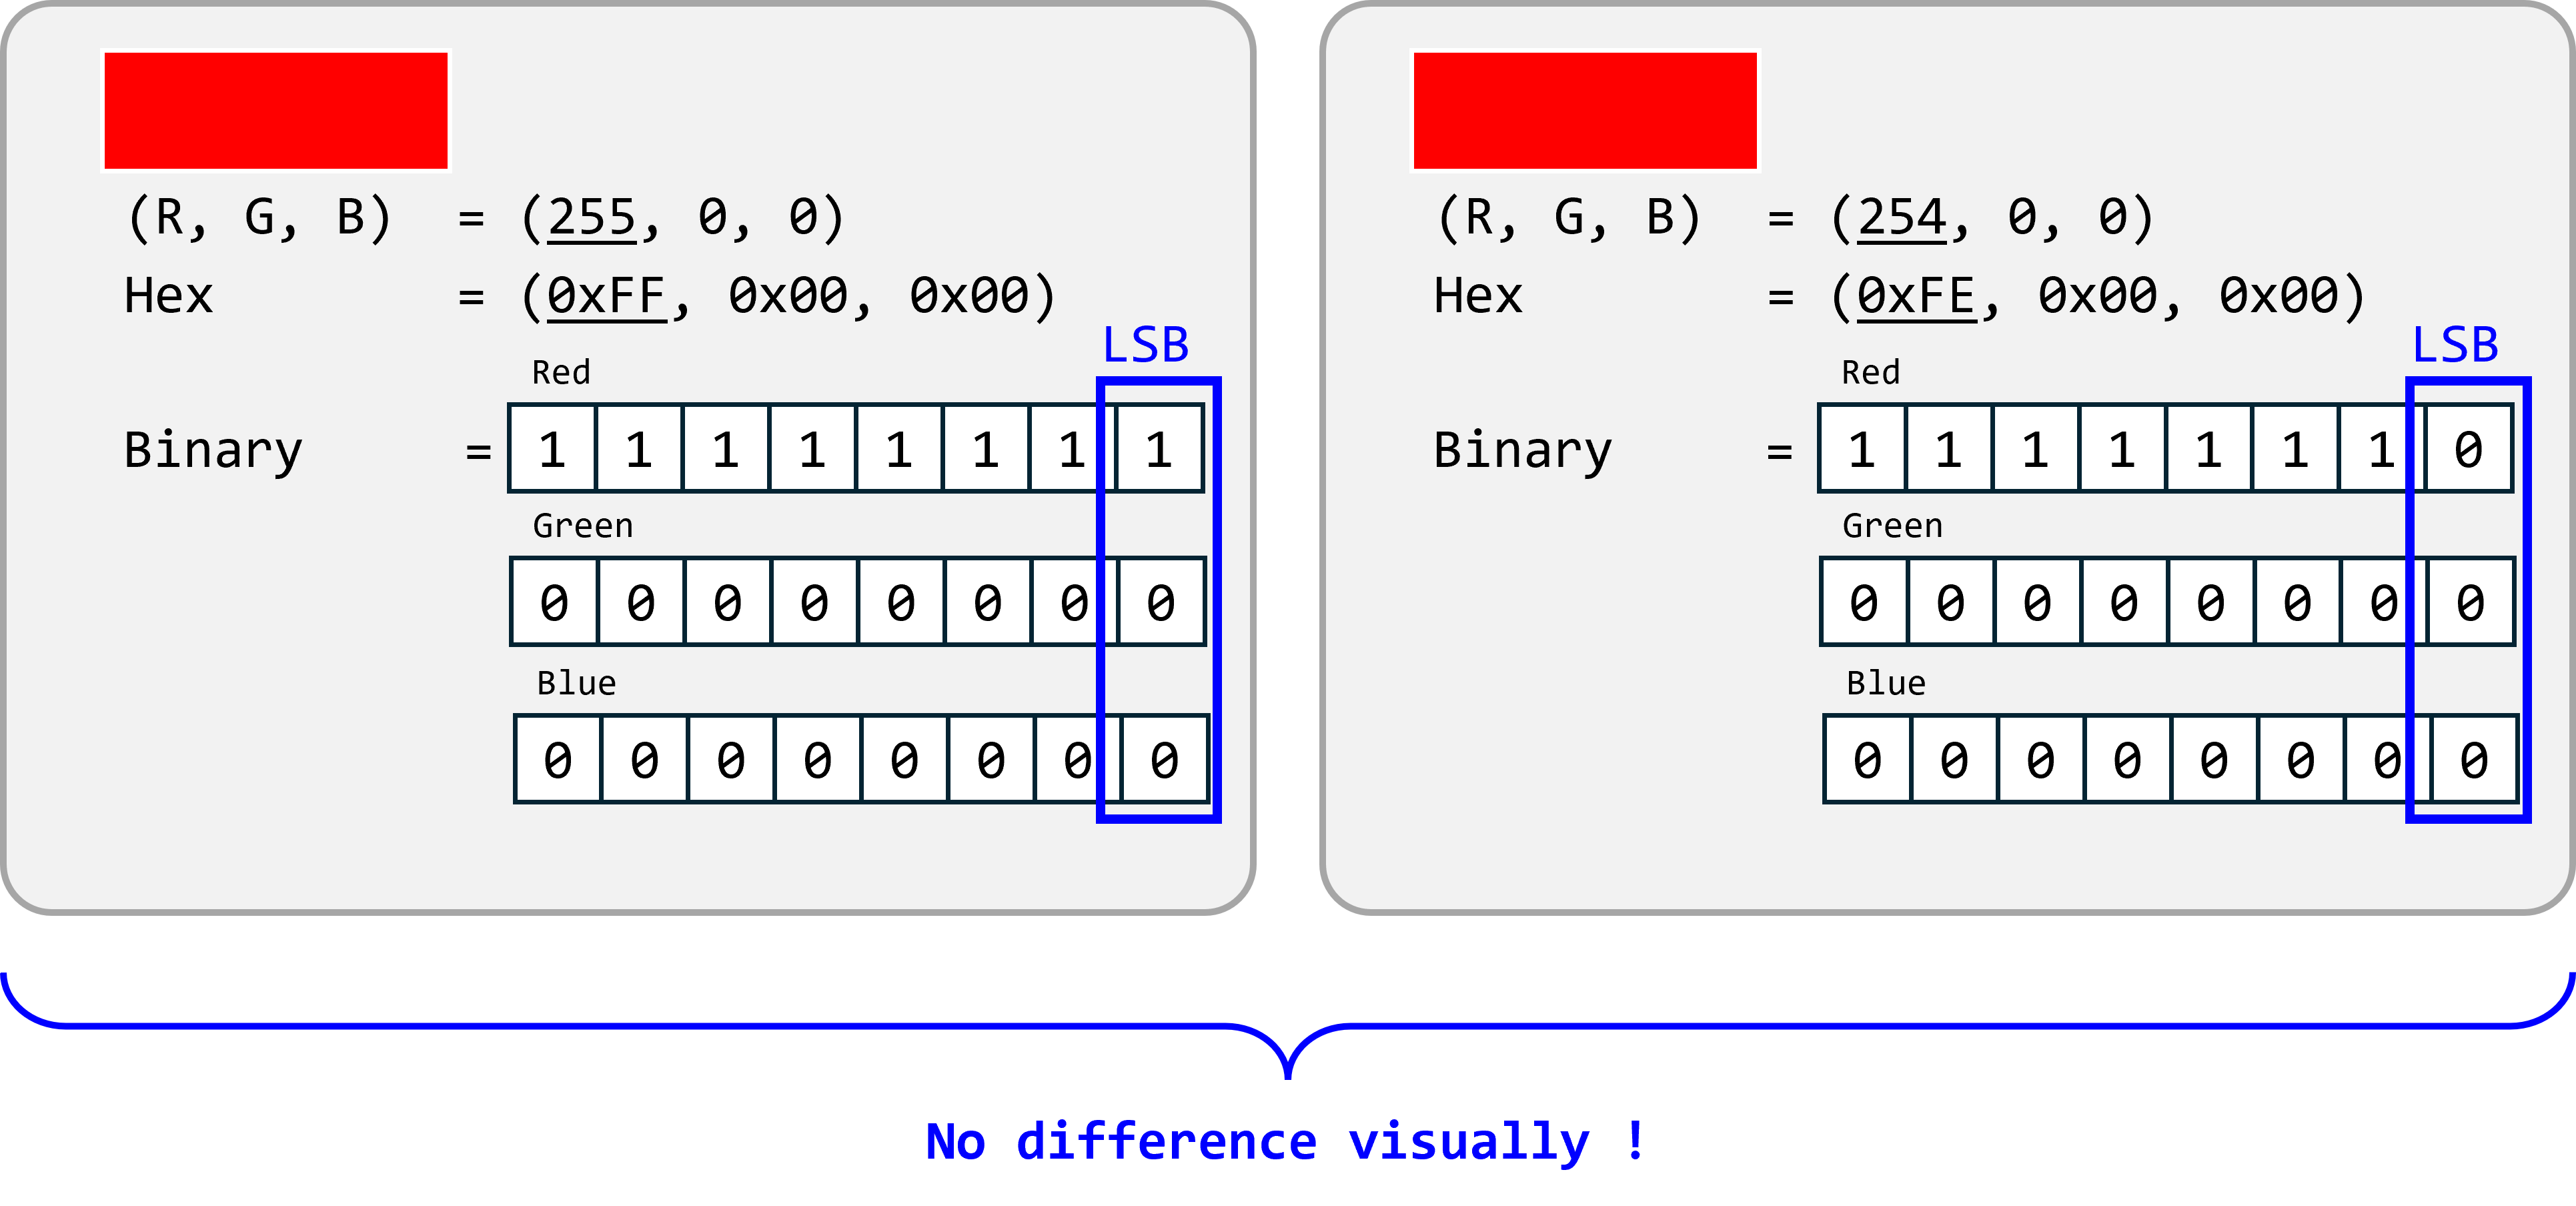 (R, G, B) = (255, 0, 0)
Hex = (0xFF, 0x00, 0x00)
LSB
Red
Binary = 1 1 1 1 1 1 1 1
Green
0 0 0 0 0 0 0 0
Blue
0 0 0 0 0 0 0 0
(R, G, B) = (254, 0, 0)
Hex = (0xFE, 0x00, 0x00)
LSB
Red
Binary = 1 1 1 1 1 1 1 0
Green
0 0 0 0 0 0 0 0
Blue
0 0 0 0 0 0 0 0
No difference visually !